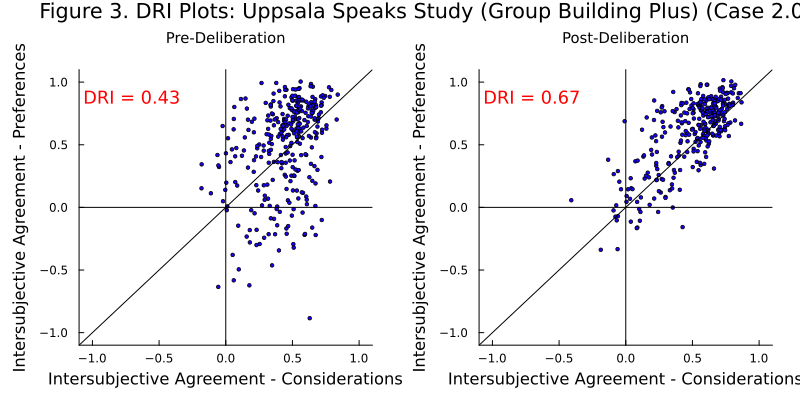 Figure 3. DRI Plots: Uppsala Speaks Study (Group Building Plus) (Case 2.0
Pre-Deliberation
Post-Deliberation
DRI = 0.43
DRI = 0.67
Intersubjective Agreement - Preferences
1.0
0.5
0.0
−0.5
−1.0
−1.0
−0.5
0.0
0.5
1.0
Intersubjective Agreement - Considerations
Intersubjective Agreement - Preferences
1.0
0.5
0.0
−0.5
−1.0
−1.0
−0.5
0.0
0.5
1.0
Intersubjective Agreement - Considerations